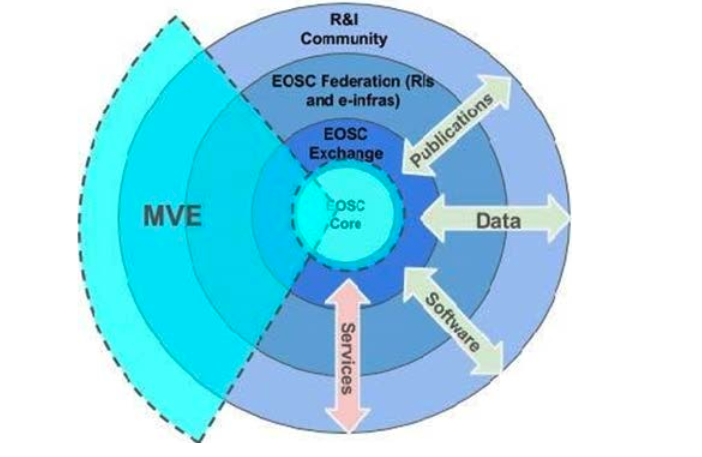 R&I
Community
EOSC Federation (RIs
and e-infras)
EOSC
Exchange
Publications
MVE
EOSC
Core
Data
Software
Services